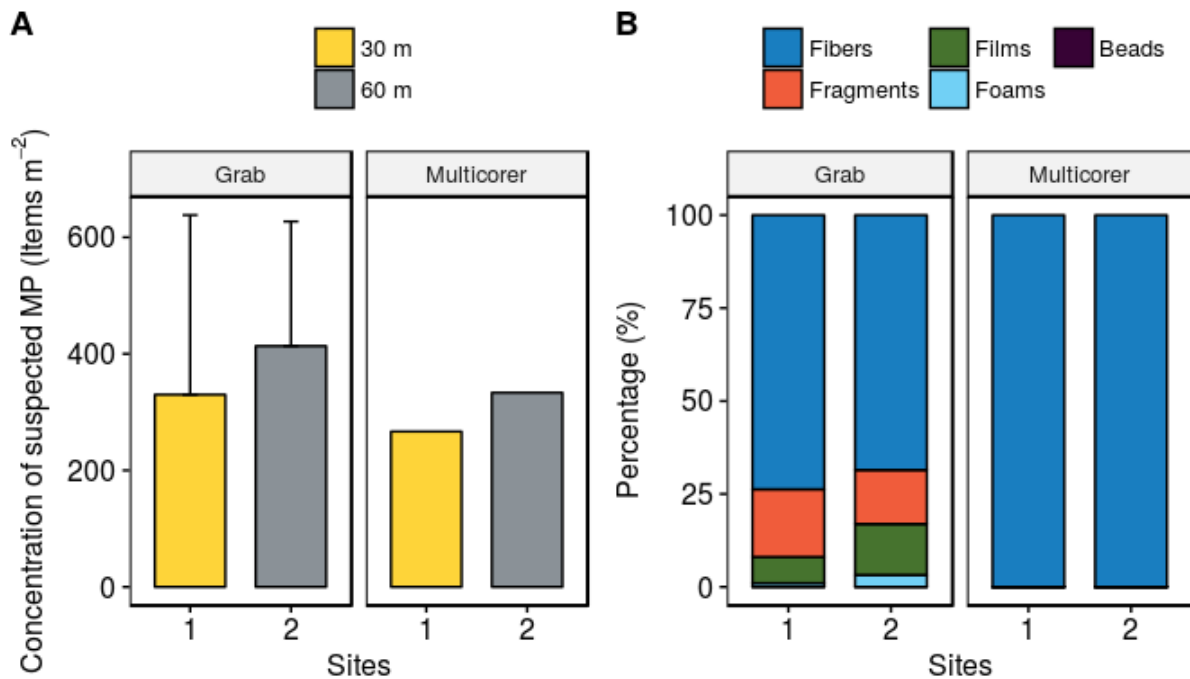 A
30 m
60 m
Concentration of suspected MP (Items m⁻²)
Grab
Multicorer
600
400
200
0
1
2
1
2
Sites
B
Fibers
Films
Beads
Fragments
Foams
Percentage (%)
Grab
Multicorer
100
75
50
25
0
1
2
1
2
Sites